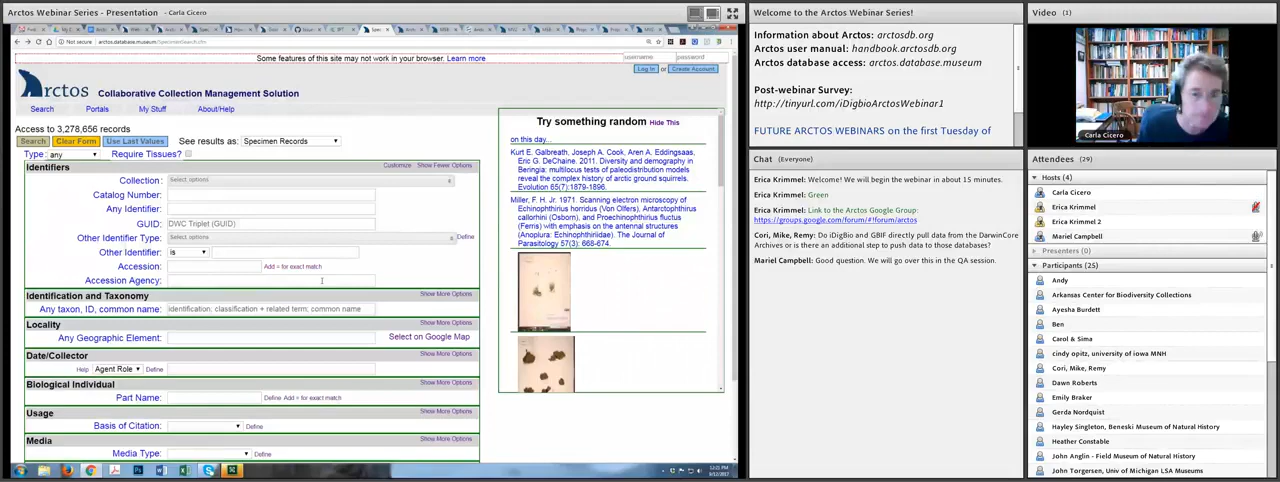 Arctos Webinar Series - Presentation - Carla Cicero
Not secure
arctos.database.museum/SpecimenSearch.cfm
Some features of this site may not work in your browser. Learn more
username
password
Log In or Create Account
Arctos Collaborative Collection Management Solution
Search Portals My Stuff About/Help
Access to 3,278,656 records
Search Clear Form Use Last Values See results as: Specimen Records
Type: any Require Tissues?
Identifiers Customize Show Fewer Options
Collection: Select options
Catalog Number:
Any Identifier:
GUID: DWC Triplet (GUID)
Other Identifier Type: Select options Define
Other Identifier: is
Accession: Add = for exact match
Accession Agency:
Identification and Taxonomy Show More Options
Any taxon, ID, common name: identification, classification + related term; common name
Locality Show More Options
Any Geographic Element: Select on Google Map
Date/Collector Show More Options
Help Agent Role Define
Biological Individual Show More Options
Part Name: Define Add = for exact match
Usage Show More Options
Basis of Citation: Define
Media Show More Options
Media Type: Define
Try something random Hide This
on this day...
Kurt E. Galbreath, Joseph A. Cook, Aren A. Eddingsaas,
Eric G. DeChaine. 2011. Diversity and demography in
Beringia: multilocus tests of paleodistribution models
reveal the complex history of arctic ground squirrels.
Evolution 65(7):1879-1896.
Miller, F. H. Jr. 1971. Scanning electron microscopy of
Echinophthirius horridus (Von Olfers), Antarctophthirus
callorhini (Osborn), and Proechinophthirus fluctus
(Ferris) with emphasis on the antennal structures
(Anoplura: Echinophthiriidae). The Journal of
Parasitology 57(3): 668-674.
12:21 PM
9/12/2017
Welcome to the Arctos Webinar Series!
Information about Arctos: arctosdb.org
Arctos user manual: handbook.arctosdb.org
Arctos database access: arctos.database.museum
Post-webinar Survey:
http://tinyurl.com/iDigbioArctosWebinar1
FUTURE ARCTOS WEBINARS on the first Tuesday of
Chat (Everyone)
Erica Krimmel: Welcome! We will begin the webinar in about 15 minutes.
Erica Krimmel: Green
Erica Krimmel: Link to the Arctos Google Group:
https://groups.google.com/forum/#!forum/arctos
Cori, Mike, Remy: Do iDigBio and GBIF directly pull data from the DarwinCore
Archives or is there an additional step to push data to those databases?
Mariel Campbell: Good question. We will go over this in the QA session.
Video (1)
Carla Cicero
Attendees (29)
Hosts (4)
Carla Cicero
Erica Krimmel
Erica Krimmel 2
Mariel Campbell
Presenters (0)
Participants (25)
Andy
Arkansas Center for Biodiversity Collections
Ayesha Burdett
Ben
Carol & Sima
cindy opitz, university of iowa MNH
Cori, Mike, Remy
Dawn Roberts
Emily Braker
Gerda Nordquist
Hayley Singleton, Beneski Museum of Natural History
Heather Constable
John Anglin - Field Museum of Natural History
John Torgersen, Univ of Michigan LSA Museums